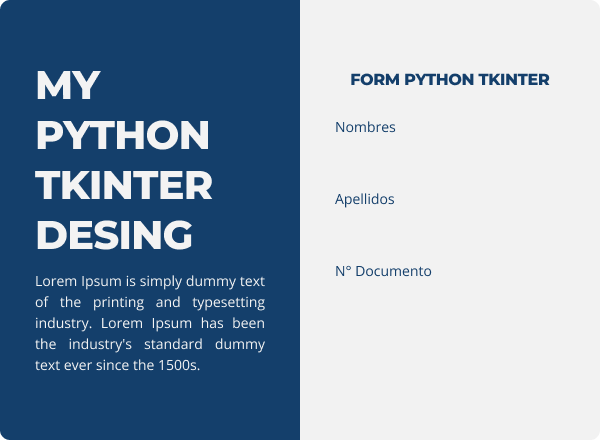 MY
PYTHON
TKINTER
DESING
Lorem Ipsum is simply dummy text
of the printing and typesetting
industry. Lorem Ipsum has been
the industry's standard dummy
text ever since the 1500s.
FORM PYTHON TKINTER
Nombres
Apellidos
N° Documento